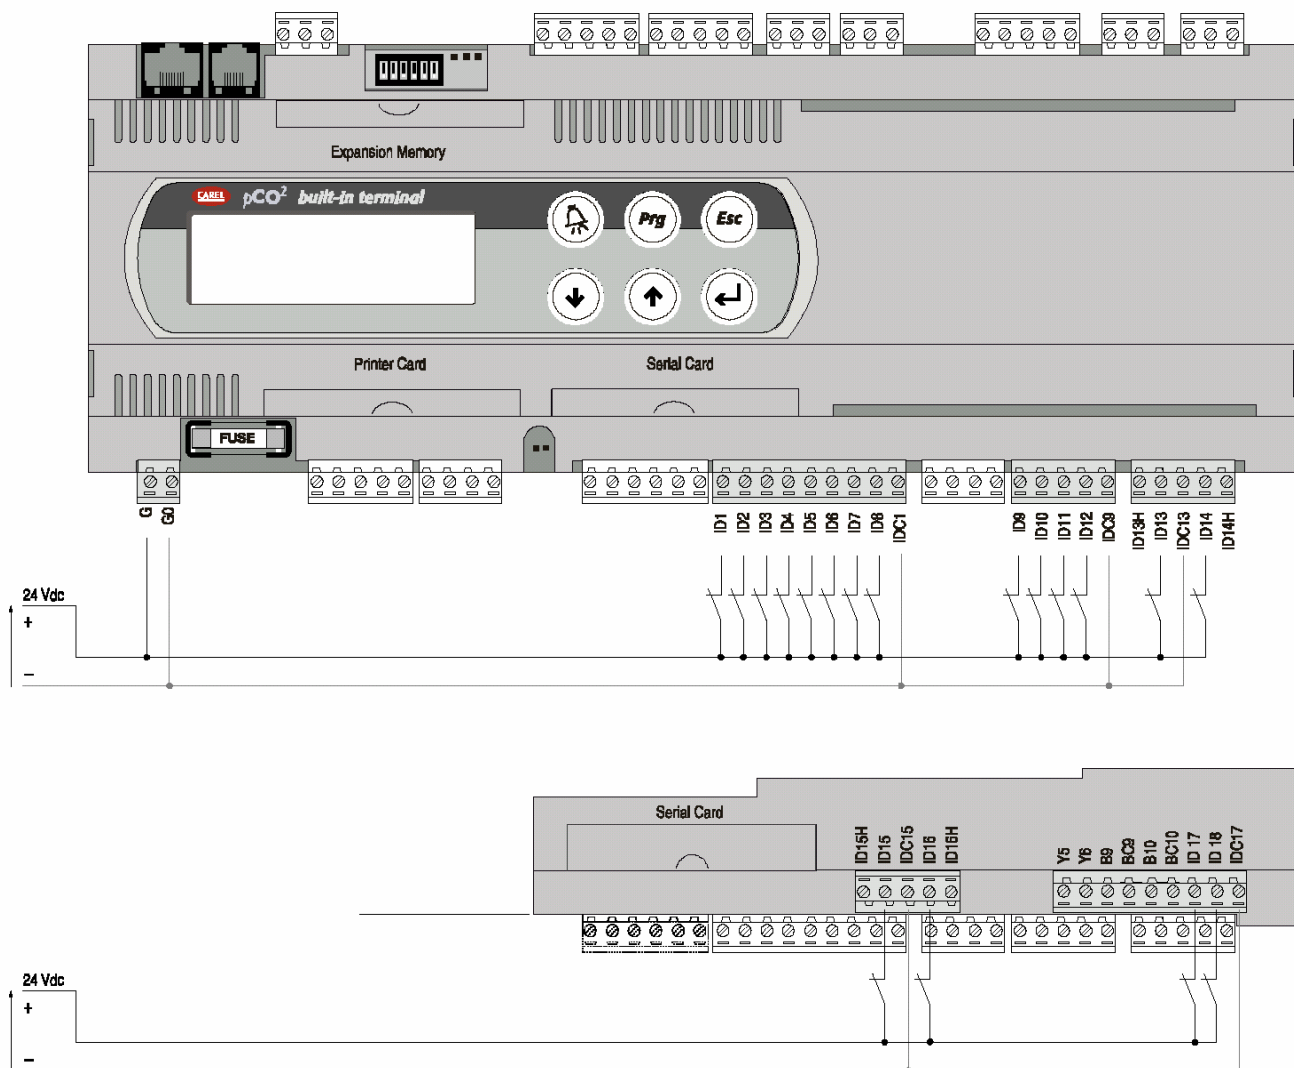 Expansion Memory
CAREL pCO² built-in terminal
Prg Esc
Printer Card Serial Card
FUSE
G G0 ID1 ID2 ID3 ID4 ID5 ID6 ID7 ID8 IDC1 ID9 ID10 ID11 ID12 IDC9 ID13H ID13 IDC13 ID14 ID14H
24 Vdc
+
–
Serial Card
ID15H ID15 IDC15 ID16 ID16H Y5 Y6 B9 BC9 B10 BC10 ID17 ID18 IDC17
24 Vdc
+
–